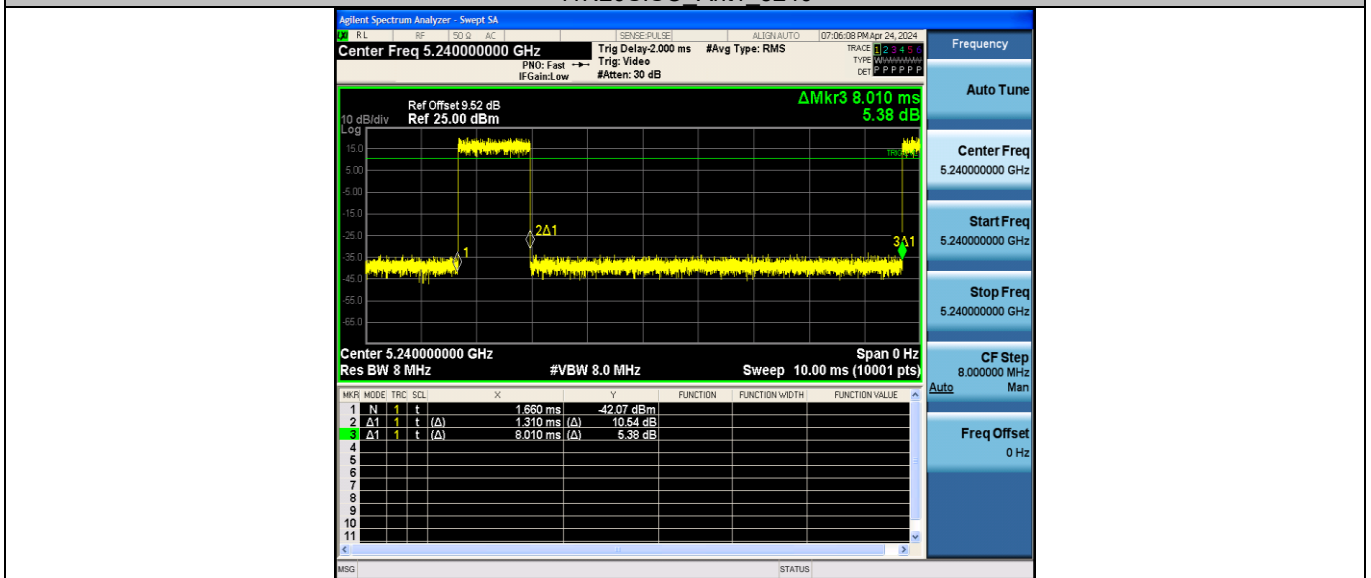 Agilent Spectrum Analyzer - Swept SA
RL RF 50 Ω AC SENSE:PULSE ALIGN AUTO 07:06:08 PM Apr 24, 2024
Center Freq 5.240000000 GHz Trig Delay-2.000 ms #Avg Type: RMS TRACE 1 2 3 4 5 6
PNO: Fast Trig: Video TYPE
IFGain:Low #Atten: 30 dB DET P P P P P P
Frequency
Auto Tune
Center Freq
5.240000000 GHz
Start Freq
5.240000000 GHz
Stop Freq
5.240000000 GHz
CF Step
8.000000 MHz
Auto Man
Freq Offset
0 Hz
ΔMkr3 8.010 ms
5.38 dB
Ref Offset 9.52 dB
10 dB/div Ref 25.00 dBm
Log
15.0
5.00
-5.00
-15.0
-25.0
-35.0
-45.0
-55.0
-65.0
1
2Δ1
3Δ1
Center 5.240000000 GHz Span 0 Hz
Res BW 8 MHz #VBW 8.0 MHz Sweep 10.00 ms (10001 pts)
MKR MODE TRC SCL X Y FUNCTION FUNCTION WIDTH FUNCTION VALUE
1 N 1 t 1.660 ms -42.07 dBm
2 Δ1 1 t (Δ) 1.310 ms (Δ) 10.54 dB
3 Δ1 1 t (Δ) 8.010 ms (Δ) 5.38 dB
4
5
6
7
8
9
10
11
MSG STATUS